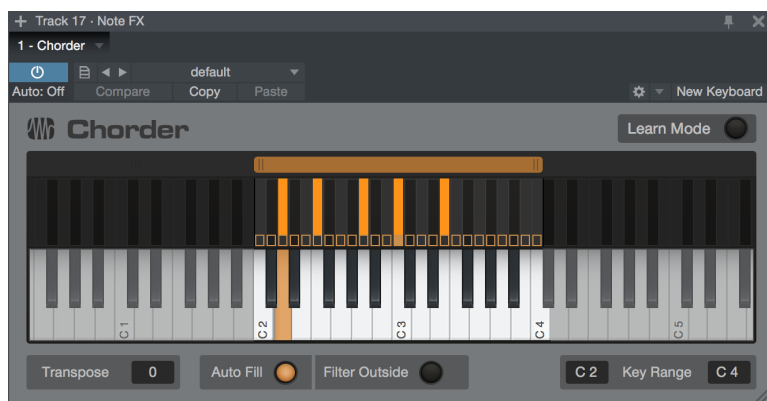 Track 17 · Note FX
1 - Chorder
default
Auto: Off Compare Copy Paste New Keyboard
Chorder Learn Mode
C 1 C 2 C 3 C 4 C 5
Transpose 0 Auto Fill Filter Outside C 2 Key Range C 4